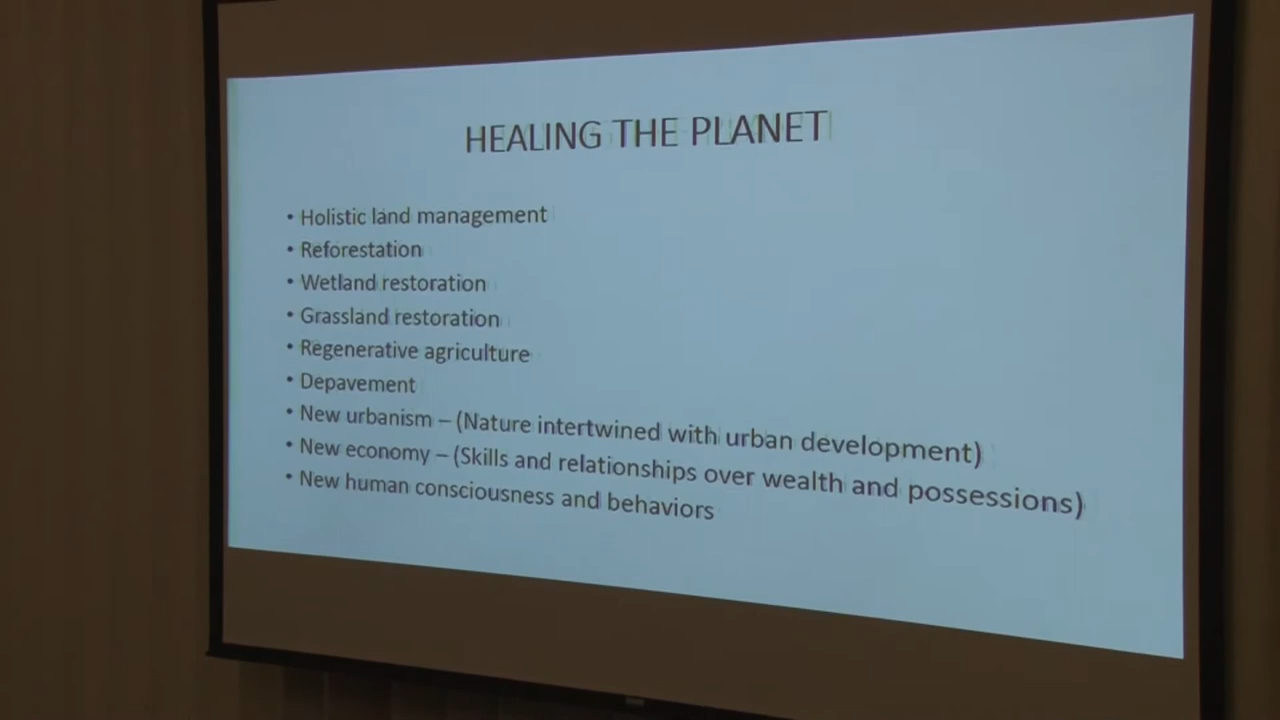 HEALING THE PLANET
• Holistic land management
• Reforestation
• Wetland restoration
• Grassland restoration
• Regenerative agriculture
• Depavement
• New urbanism – (Nature intertwined with urban development)
• New economy – (Skills and relationships over wealth and possessions)
• New human consciousness and behaviors